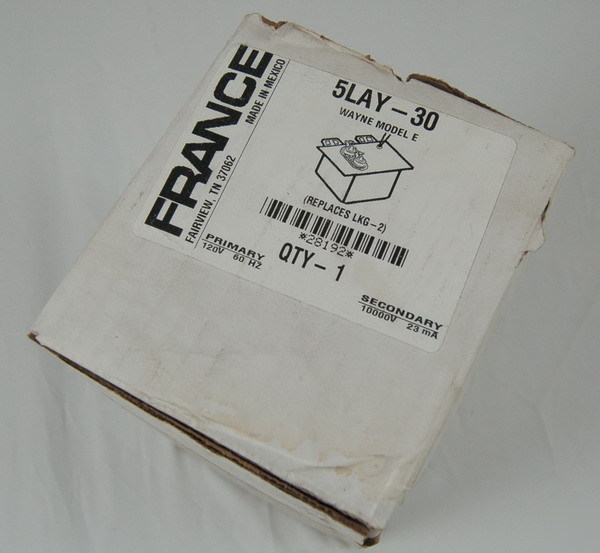 FRANCE
MADE IN MEXICO
FAIRVIEW, TN 37062
5LAY-30
WAYNE MODEL E
(REPLACES LKG-2)
*28192*
QTY-1
PRIMARY
120V 60 HZ
SECONDARY
10000V 23 mA